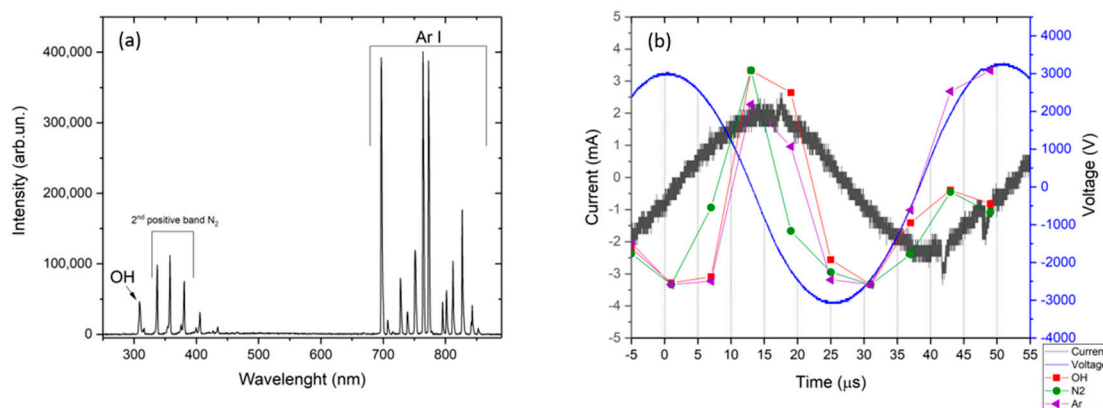 (a)
Ar I
400,000
300,000
200,000
100,000
0
Intensity (arb.un.)
2nd positive band N2
OH
300 400 500 600 700 800
Wavelenght (nm)
(b)
5
4
3
2
1
0
-1
-2
-3
-4
-5
Current (mA)
4000
3000
2000
1000
0
-1000
-2000
-3000
-4000
Voltage (V)
-5 0 5 10 15 20 25 30 35 40 45 50 55
Time (μs)
Current
Voltage
OH
N2
Ar